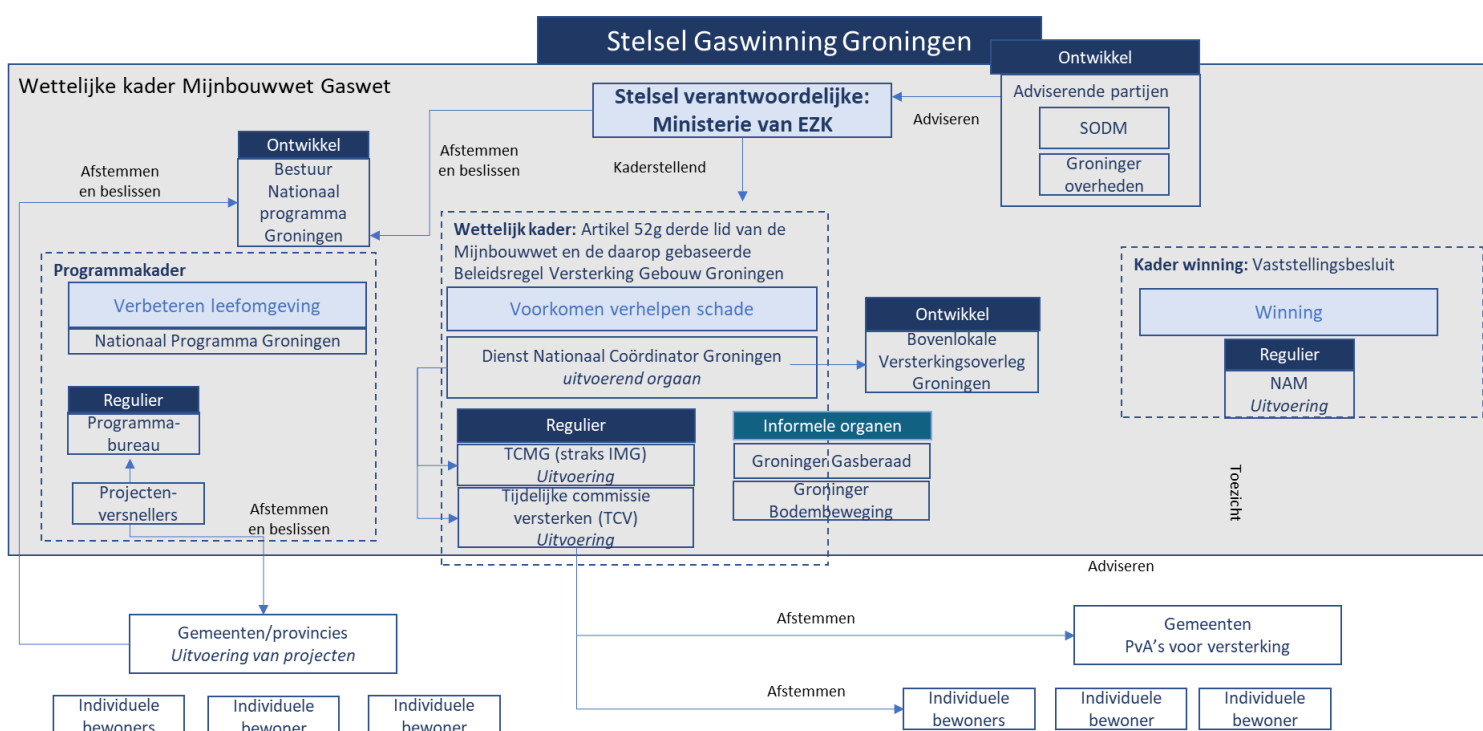 Stelsel Gaswinning Groningen
Wettelijke kader Mijnbouwwet Gaswet
Stelsel verantwoordelijke:
Ministerie van EZK
Ontwikkel
Adviserende partijen
SODM
Groninger
overheden
Adviseren
Afstemmen
en beslissen
Kaderstellend
Ontwikkel
Bestuur
Nationaal
programma
Groningen
Afstemmen
en beslissen
Programmakader
Verbeteren leefomgeving
Nationaal Programma Groningen
Regulier
Programma-
bureau
Projecten-
versnellers
Afstemmen
en beslissen
Wettelijk kader: Artikel 52g derde lid van de
Mijnbouwwet en de daarop gebaseerde
Beleidsregel Versterking Gebouw Groningen
Voorkomen verhelpen schade
Dienst Nationaal Coördinator Groningen
uitvoerend orgaan
Regulier
TCMG (straks IMG)
Uitvoering
Tijdelijke commissie
versterken (TCV)
Uitvoering
Ontwikkel
Bovenlokale
Versterkingsoverleg
Groningen
Informele organen
Groninger Gasberaad
Groninger
Bodembeweging
Kader winning: Vaststellingsbesluit
Winning
Regulier
NAM
Uitvoering
Toezicht
Adviseren
Gemeenten/provincies
Uitvoering van projecten
Afstemmen
Gemeenten
PvA's voor versterking
Afstemmen
Individuele
bewoners
Individuele
bewoner
Individuele
bewoner
Individuele
bewoners
Individuele
bewoner
Individuele
bewoner